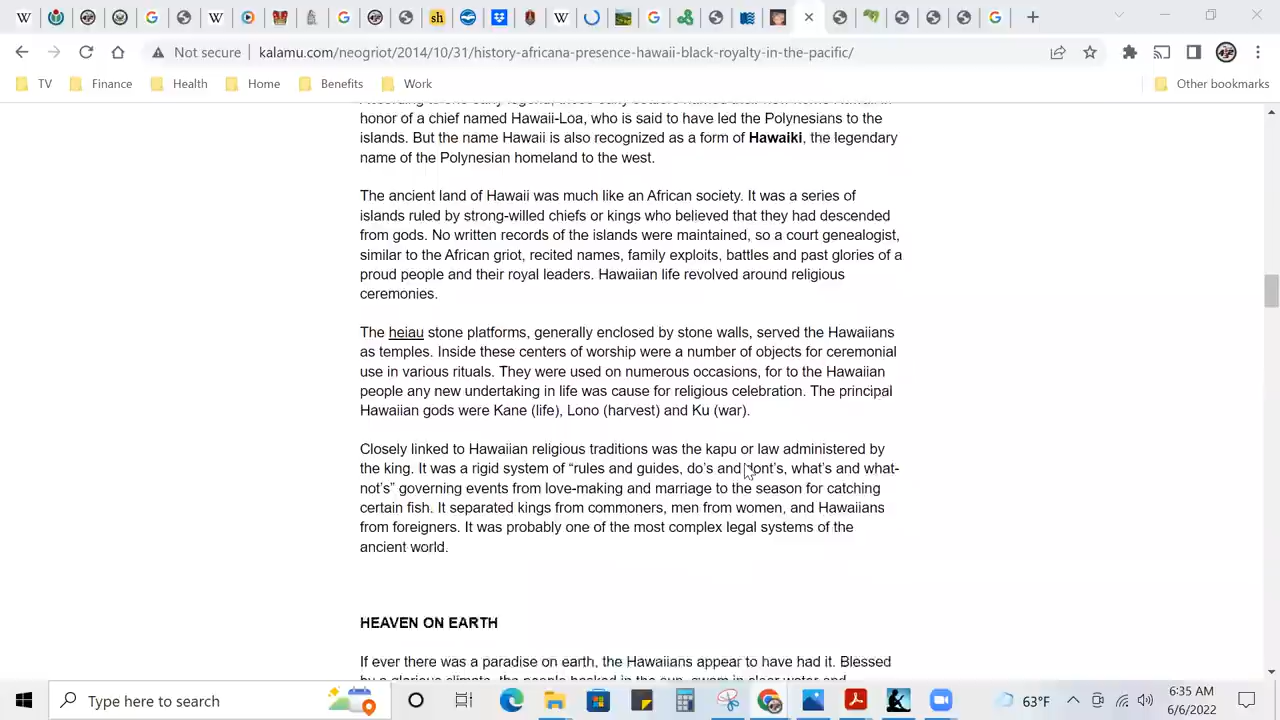 Not secure
kalamu.com/neogriot/2014/10/31/history-africana-presence-hawaii-black-royalty-in-the-pacific/
TV Finance Health Home Benefits Work Other bookmarks
honor of a chief named Hawaii-Loa, who is said to have led the Polynesians to the
islands. But the name Hawaii is also recognized as a form of Hawaiki, the legendary
name of the Polynesian homeland to the west.
The ancient land of Hawaii was much like an African society. It was a series of
islands ruled by strong-willed chiefs or kings who believed that they had descended
from gods. No written records of the islands were maintained, so a court genealogist,
similar to the African griot, recited names, family exploits, battles and past glories of a
proud people and their royal leaders. Hawaiian life revolved around religious
ceremonies.
The heiau stone platforms, generally enclosed by stone walls, served the Hawaiians
as temples. Inside these centers of worship were a number of objects for ceremonial
use in various rituals. They were used on numerous occasions, for to the Hawaiian
people any new undertaking in life was cause for religious celebration. The principal
Hawaiian gods were Kane (life), Lono (harvest) and Ku (war).
Closely linked to Hawaiian religious traditions was the kapu or law administered by
the king. It was a rigid system of “rules and guides, do’s and dont’s, what’s and what-
not’s” governing events from love-making and marriage to the season for catching
certain fish. It separated kings from commoners, men from women, and Hawaiians
from foreigners. It was probably one of the most complex legal systems of the
ancient world.
HEAVEN ON EARTH
If ever there was a paradise on earth, the Hawaiians appear to have had it. Blessed
Type here to search
63°F
6:35 AM
6/6/2022